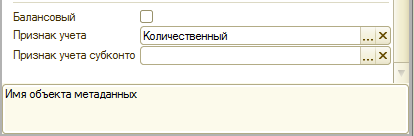 Балансовый
Признак учета Количественный ... ×
Признак учета субконто ... ×
Имя объекта метаданных